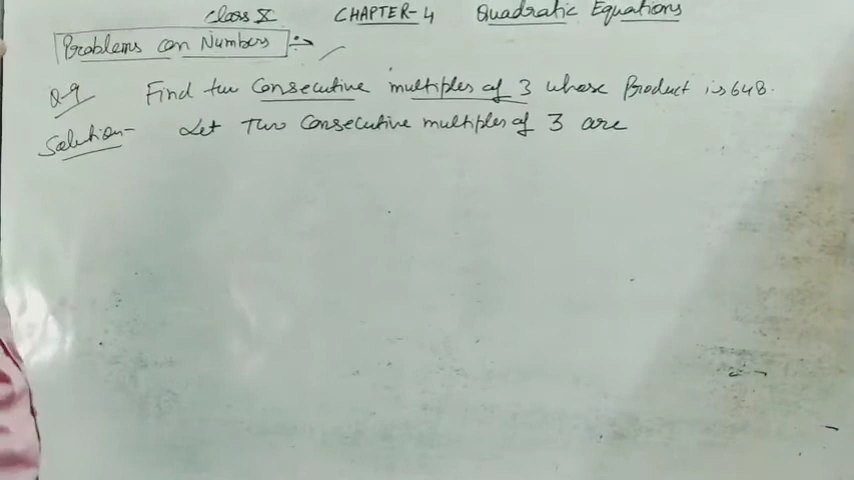 Class X CHAPTER-4 Quadratic Equations
Problems on Numbers :→
Q-9 Find two Consecutive multiples of 3 whose Product is 648.
Solution- Let Two Consecutive multiples of 3 are